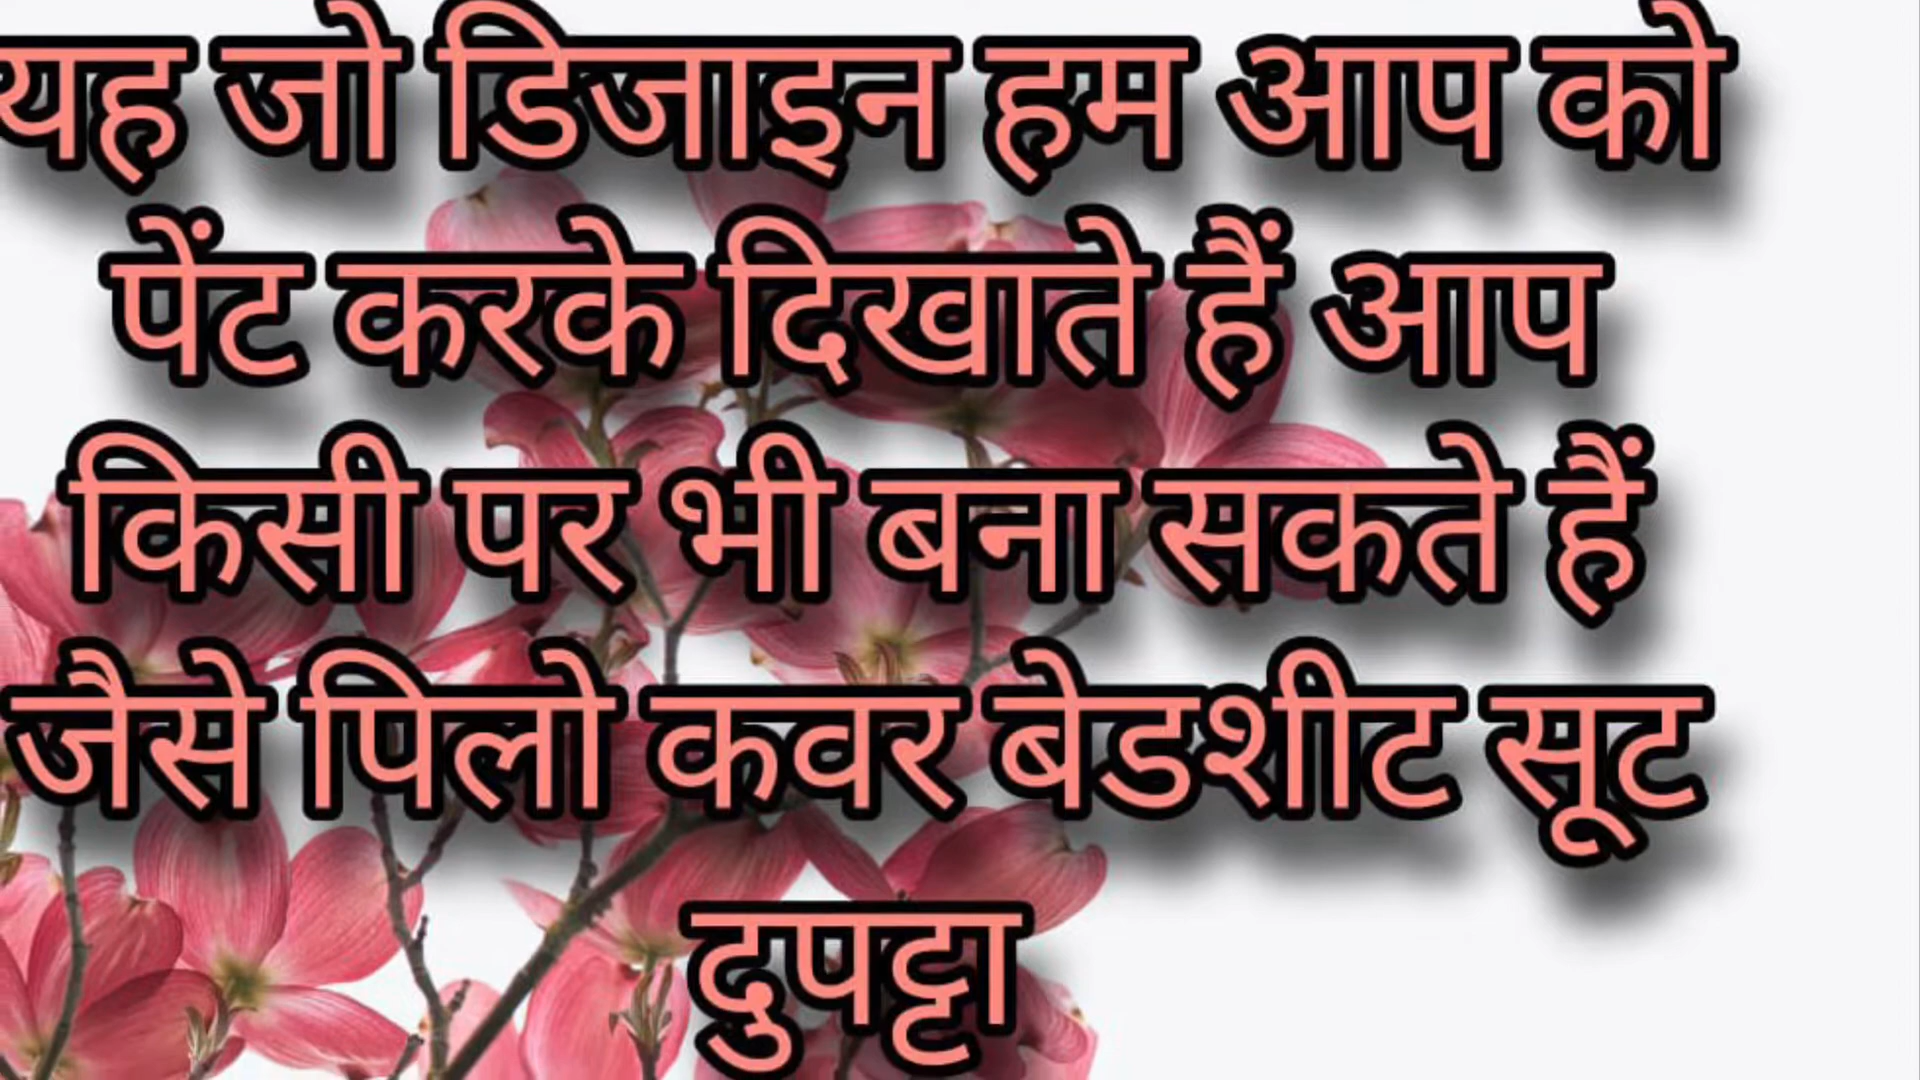 यह जो डिजाइन हम आप को
पेंट करके दिखाते हैं आप
किसी पर भी बना सकते हैं
जैसे पिलो कवर बेडशीट सूट
दुपट्टा